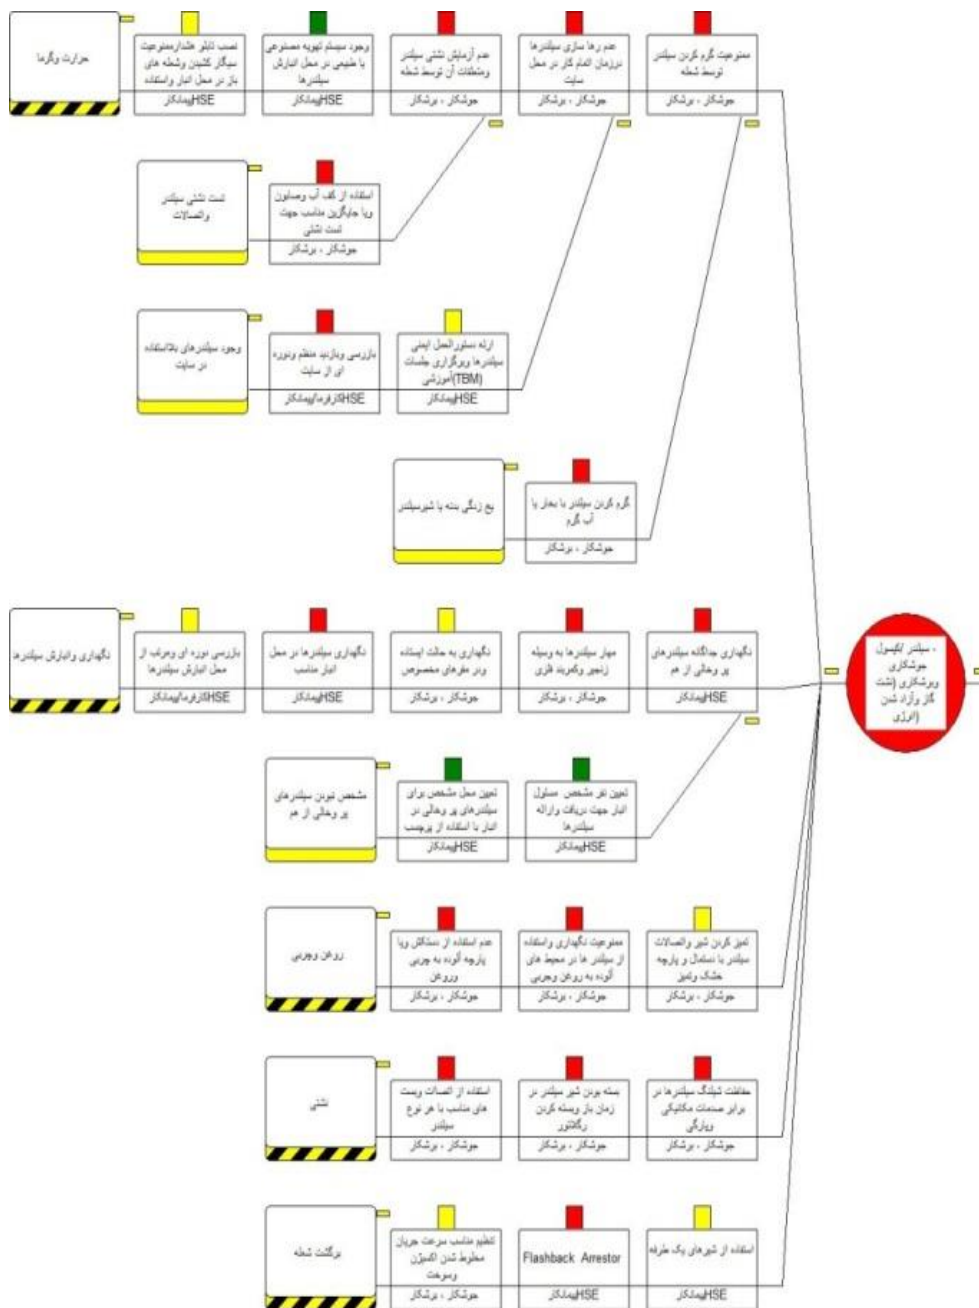 حرارت وگرما
نصب تابلو هشدارممنوعیت
سیگار کشیدن وشعله های
باز در محل انبار واستفاده
HSEپیمانکار
وجود سیستم تهویه مصنوعی
یا طبیعی در محل انبارش
سیلندرها
HSEپیمانکار
عدم آزمایش نشتی سیلندر
ومتعلقات آن توسط شعله
جوشکار ، برشکار
عدم رها سازی سیلندرها
درزمان اتمام کار در محل
سایت
جوشکار ، برشکار
ممنوعیت گرم کردن سیلندر
توسط شعله
جوشکار ، برشکار
تست نشتی سیلندر
واتصالات
استفاده از کف آب وصابون
ویا جایگزین مناسب جهت
تست نشتی
جوشکار ، برشکار
وجود سیلندرهای بلااستفاده
در سایت
بازرسی وبازدید منظم ودوره
ای از سایت
HSEکارفرما/پیمانکار
ارئه دستورالعمل ایمنی
سیلندرها وبرگزاری جلسات
(TBM)آموزشی
HSEپیمانکار
یخ زدگی بدنه یا شیرسیلندر
گرم کردن سیلندر با بخار یا
آب گرم
جوشکار ، برشکار
نگهداری وانبارش سیلندرها
بازرسی دوره ای ومرتب از
محل انبارش سیلندرها
HSEکارفرما/پیمانکار
نگهداری سیلندرها در محل
انبار مناسب
HSEپیمانکار
نگهداری به حالت ایستاده
ودر مقرهای مخصوص
جوشکار ، برشکار
مهار سیلندرها به وسیله
زنجیر وکمربند فلزی
جوشکار ، برشکار
نگهداری جداگانه سیلندرهای
پر وخالی از هم
HSEپیمانکار
، سیلندر /کپسول
جوشکاری
وبرشکاری (نشت
گاز وآزاد شدن
(انرژی
مشخص نبودن سیلندرهای
پر وخالی از هم
تعیین محل مشخص برای
سیلندرهای پر وخالی در
انبار با استفاده از برچسب
HSEپیمانکار
تعیین نفر مشخص مسئول
انبار جهت دریافت وارائه
سیلندرها
HSEپیمانکار
روغن وچربی
عدم استفاده از دستکش ویا
پارچه آلوده به چربی
وروغن
جوشکار ، برشکار
ممنوعیت نگهداری واستفاده
از سیلندر ها در محیط های
آلوده به روغن وچربی
جوشکار ، برشکار
تمیز کردن شیر واتصالات
سیلندر با دستمال و پارچه
خشک وتمیز
جوشکار ، برشکار
نشتی
استفاده از اتصالات وبست
های مناسب با هر نوع
سیلندر
جوشکار ، برشکار
بسته بودن شیر سیلندر در
زمان باز وبسته کردن
رگلاتور
جوشکار ، برشکار
حفاظت شیلنگ سیلندرها در
برابر صدمات مکانیکی
وپارگی
جوشکار ، برشکار
برگشت شعله
تنظیم مناسب سرعت جریان
مخلوط شدن اکسیژن
وسوخت
جوشکار ، برشکار
Flashback Arrestor
HSEپیمانکار
استفاده از شیرهای یک طرفه
HSEپیمانکار